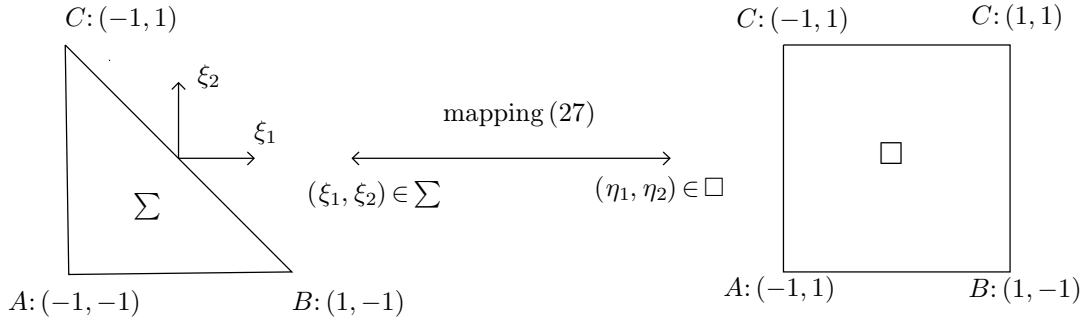 C: (−1, 1)
C: (−1, 1)
C: (1, 1)
ξ₂
mapping (27)
ξ₁
∑
(ξ₁, ξ₂) ∈ ∑
(η₁, η₂) ∈ □
□
A: (−1, −1)
B: (1, −1)
A: (−1, 1)
B: (1, −1)